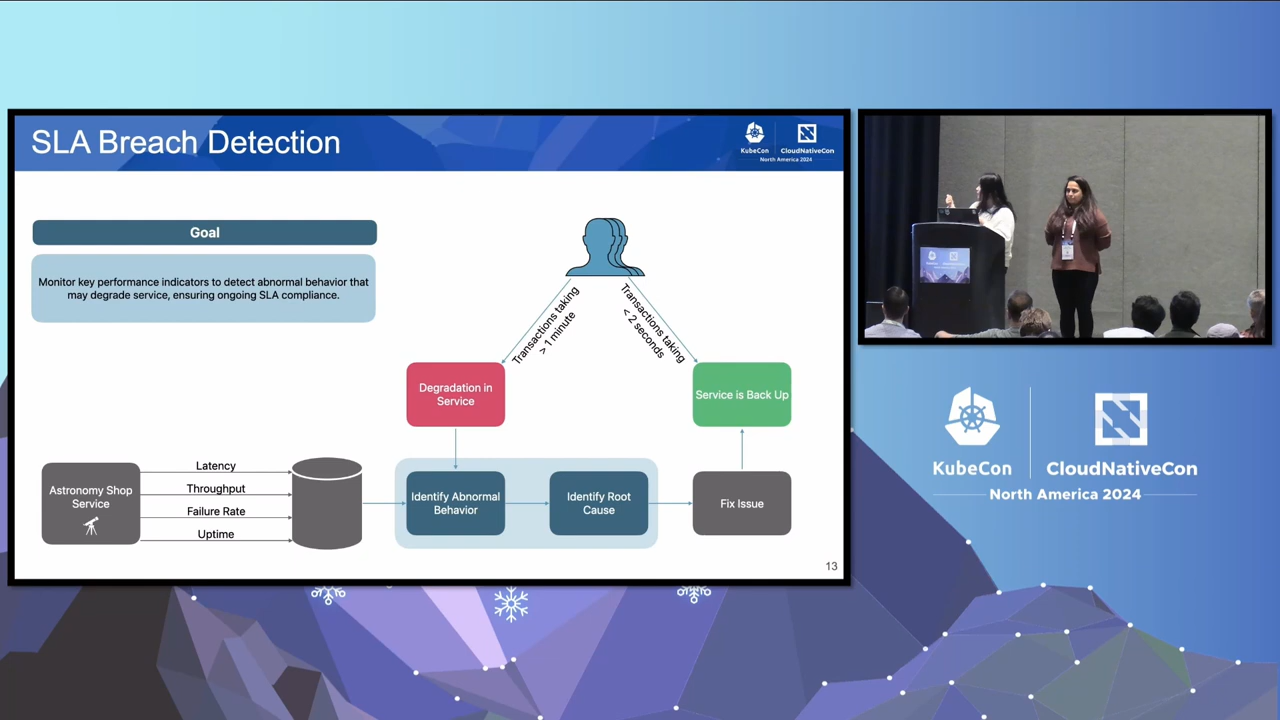 SLA Breach Detection
KubeCon
CloudNativeCon
North America 2024
Goal
Monitor key performance indicators to detect abnormal behavior that
may degrade service, ensuring ongoing SLA compliance.
Transactions taking
> 1 minute
Transactions taking
< 2 seconds
Degradation in
Service
Service is Back Up
Astronomy Shop
Service
Latency
Throughput
Failure Rate
Uptime
Identify Abnormal
Behavior
Identify Root
Cause
Fix Issue
13
KubeCon
CloudNativeCon
North America 2024